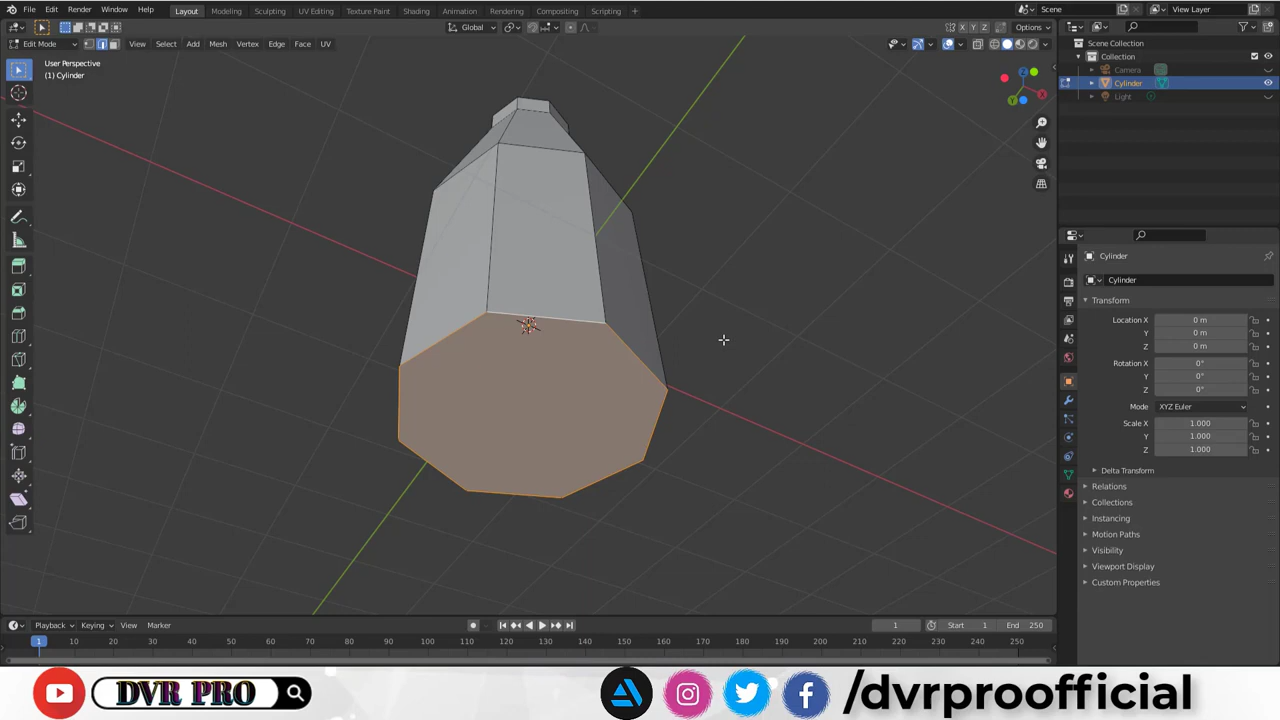 File Edit Render Window Help Layout Modeling Sculpting UV Editing Texture Paint Shading Animation Rendering Compositing Scripting + Scene View Layer
Global X Y Z Options
Edit Mode View Select Add Mesh Vertex Edge Face UV
User Perspective
(1) Cylinder
Scene Collection
Collection
Camera
Cylinder
Light
X
Y
Z
Cylinder
Cylinder
Transform
Location X 0 m
Y 0 m
Z 0 m
Rotation X 0°
Y 0°
Z 0°
Mode XYZ Euler
Scale X 1.000
Y 1.000
Z 1.000
Delta Transform
Relations
Collections
Instancing
Motion Paths
Visibility
Viewport Display
Custom Properties
Playback Keying View Marker 1 Start 1 End 250
1 10 20 30 40 50 60 70 80 90 100 110 120 130 140 150 160 170 180 190 200 210 220 230 240 250
DVR PRO /dvrproofficial